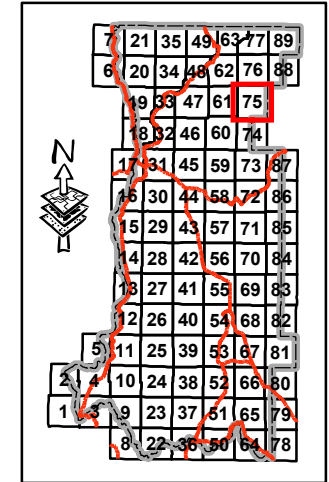 7 21 35 49 63 77 89
6 20 34 48 62 76 88
19 33 47 61 75
18 32 46 60 74
N
17 31 45 59 73 87
16 30 44 58 72 86
15 29 43 57 71 85
14 28 42 56 70 84
13 27 41 55 69 83
12 26 40 54 68 82
5 11 25 39 53 67 81
2 4 10 24 38 52 66 80
1 3 9 23 37 51 65 79
8 22 36 50 64 78